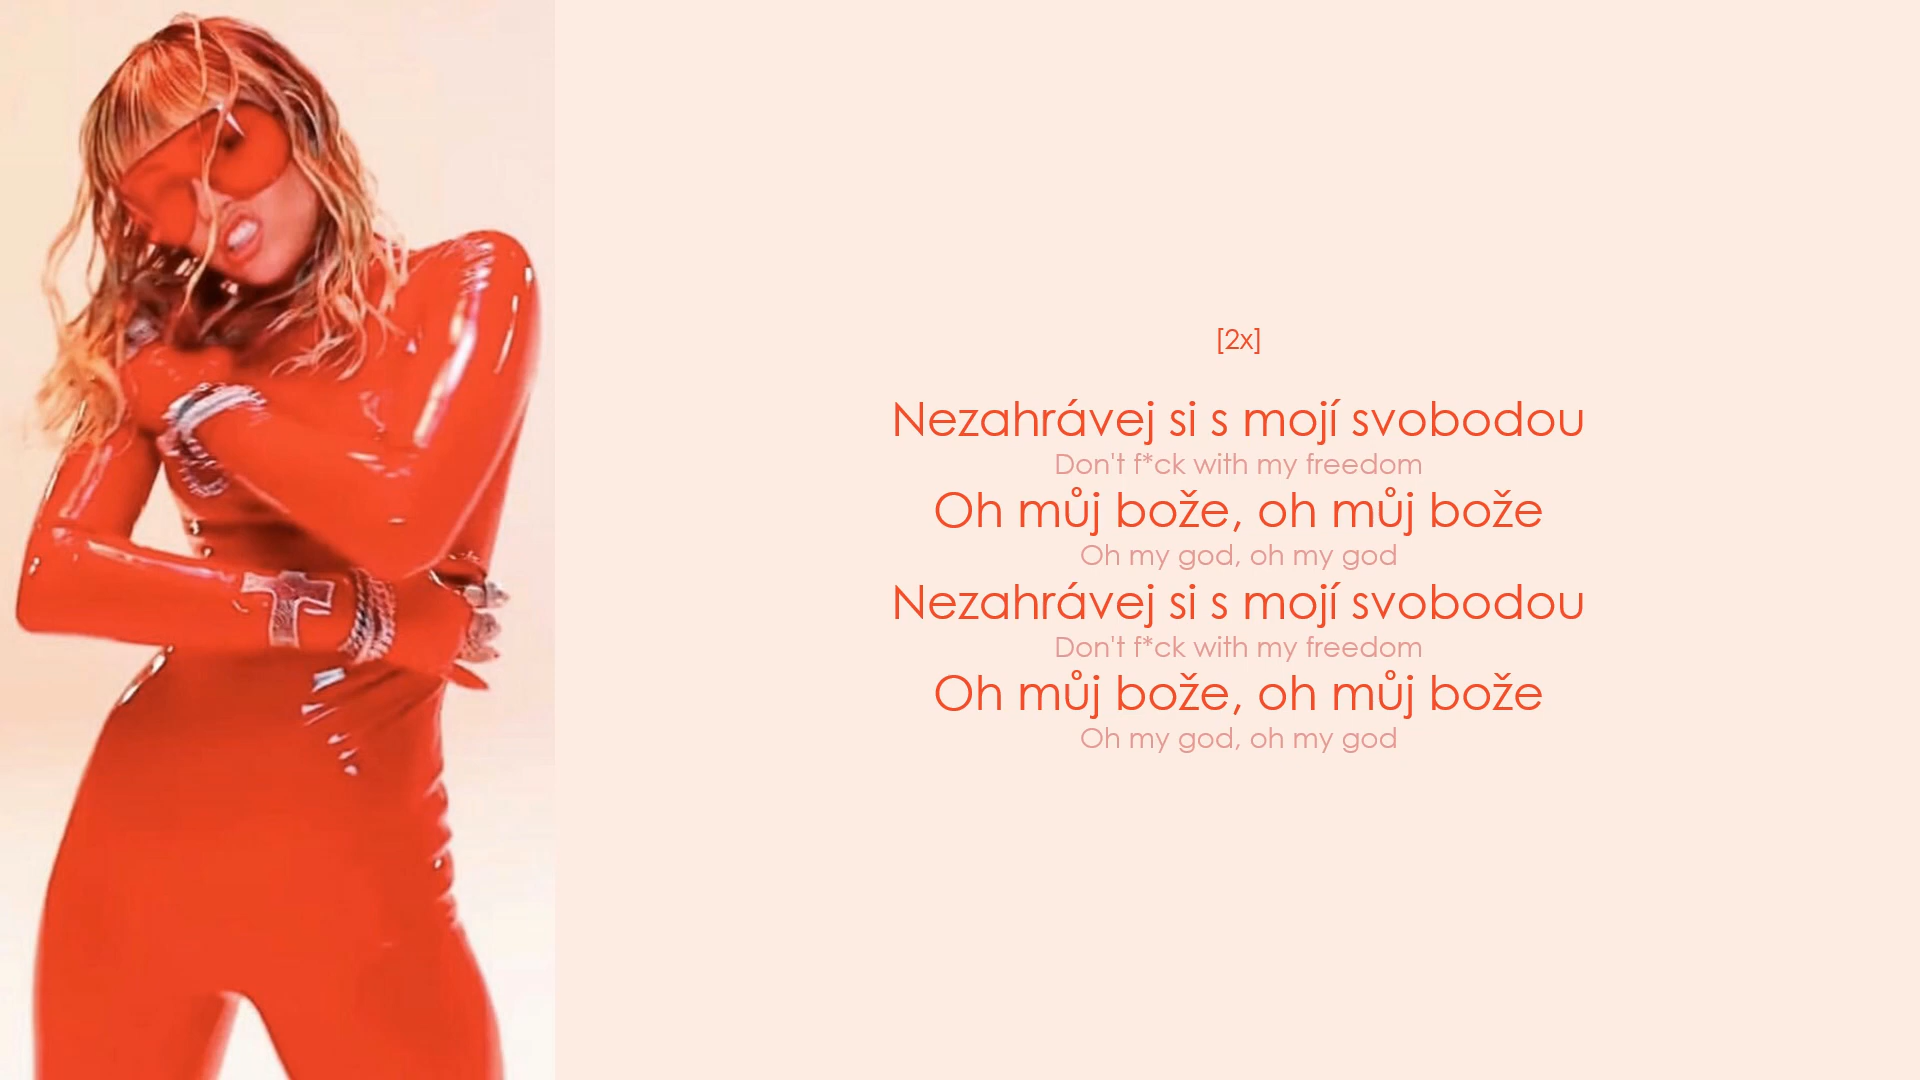 [2x]
Nezahrávej si s mojí svobodou
Don't f*ck with my freedom
Oh můj bože, oh můj bože
Oh my god, oh my god
Nezahrávej si s mojí svobodou
Don't f*ck with my freedom
Oh můj bože, oh můj bože
Oh my god, oh my god